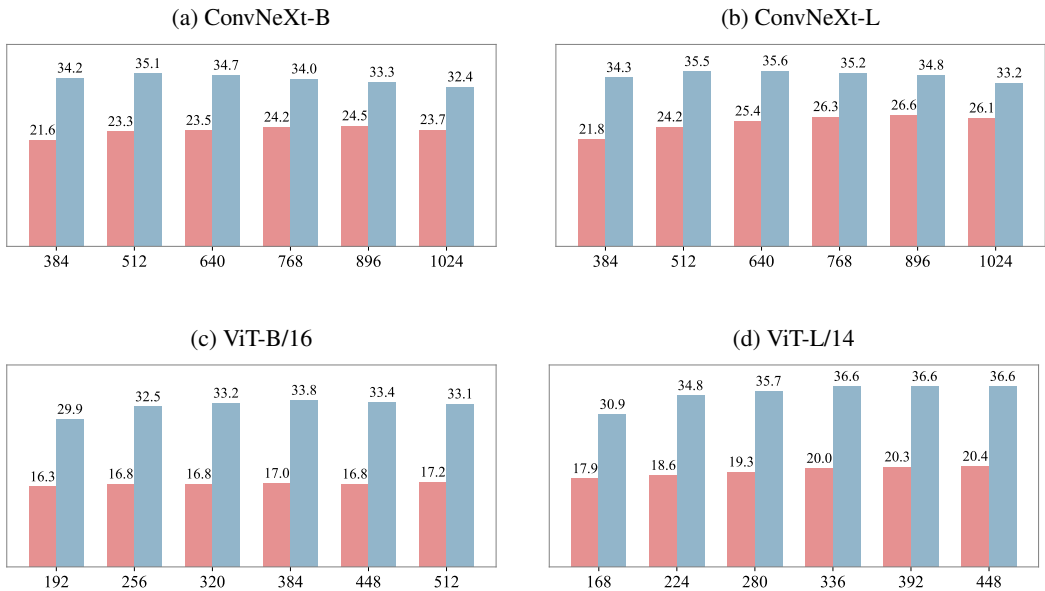 (a) ConvNeXt-B
34.2 35.1 34.7 34.0 33.3 32.4
21.6 23.3 23.5 24.2 24.5 23.7
384 512 640 768 896 1024
(b) ConvNeXt-L
34.3 35.5 35.6 35.2 34.8 33.2
21.8 24.2 25.4 26.3 26.6 26.1
384 512 640 768 896 1024
(c) ViT-B/16
29.9 32.5 33.2 33.8 33.4 33.1
16.3 16.8 16.8 17.0 16.8 17.2
192 256 320 384 448 512
(d) ViT-L/14
30.9 34.8 35.7 36.6 36.6 36.6
17.9 18.6 19.3 20.0 20.3 20.4
168 224 280 336 392 448